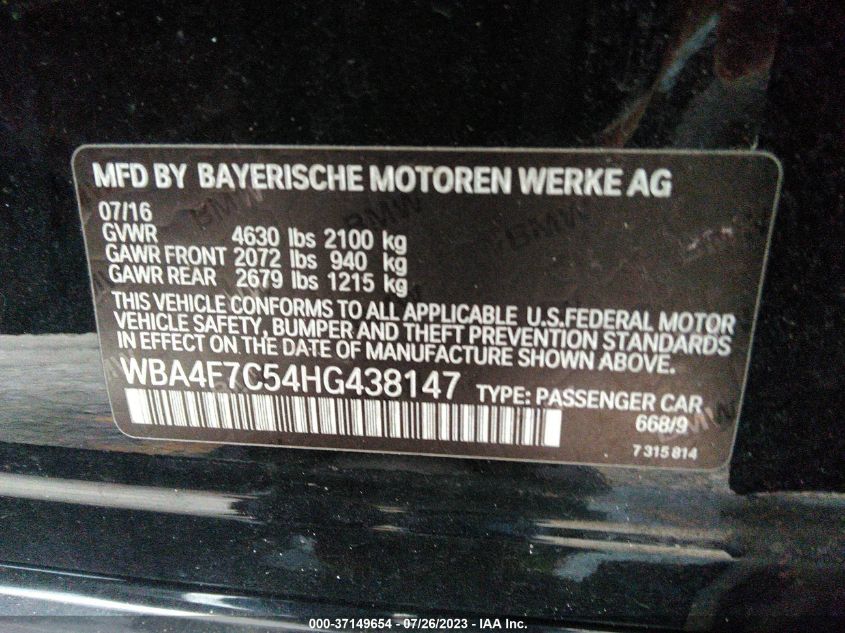 MFD BY BAYERISCHE MOTOREN WERKE AG
07/16
GVWR 4630 lbs 2100 kg
GAWR FRONT 2072 lbs 940 kg
GAWR REAR 2679 lbs 1215 kg
THIS VEHICLE CONFORMS TO ALL APPLICABLE U.S.FEDERAL MOTOR
VEHICLE SAFETY, BUMPER AND THEFT PREVENTION STANDARDS
IN EFFECT ON THE DATE OF MANUFACTURE SHOWN ABOVE.
WBA4F7C54HG438147 TYPE: PASSENGER CAR
668/9
7 315 814
000-37149654 - 07/26/2023 - IAA Inc.